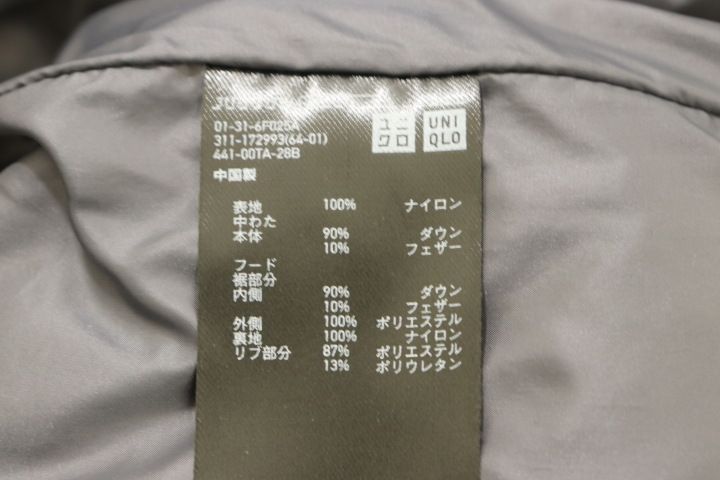 01-31-6F025A
311-172993(64-01)
441-00TA-28B
ユニ
クロ
UNI
QLO
中国製
表地 100% ナイロン
中わた
本体 90% ダウン
10% フェザー
フード
裾部分
内側 90% ダウン
10% フェザー
外側 100% ポリエステル
裏地 100% ナイロン
リブ部分 87% ポリエステル
13% ポリウレタン